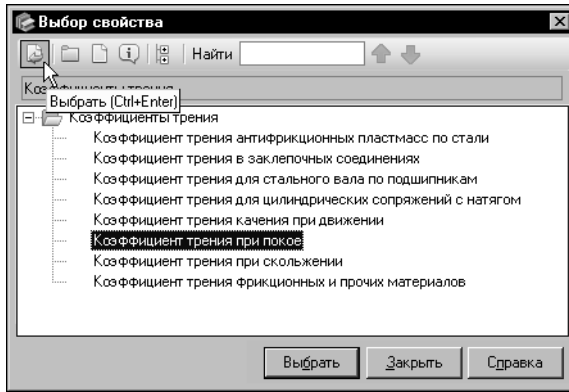 Выбор свойства
Найти
Коэффициенты трения
Выбрать (Ctrl+Enter)
Коэффициенты трения
Коэффициент трения антифрикционных пластмасс по стали
Коэффициент трения в заклепочных соединениях
Коэффициент трения для стального вала по подшипникам
Коэффициент трения для цилиндрических сопряжений с натягом
Коэффициент трения качения при движении
Коэффициент трения при покое
Коэффициент трения при скольжении
Коэффициент трения фрикционных и прочих материалов
Выбрать Закрыть Справка